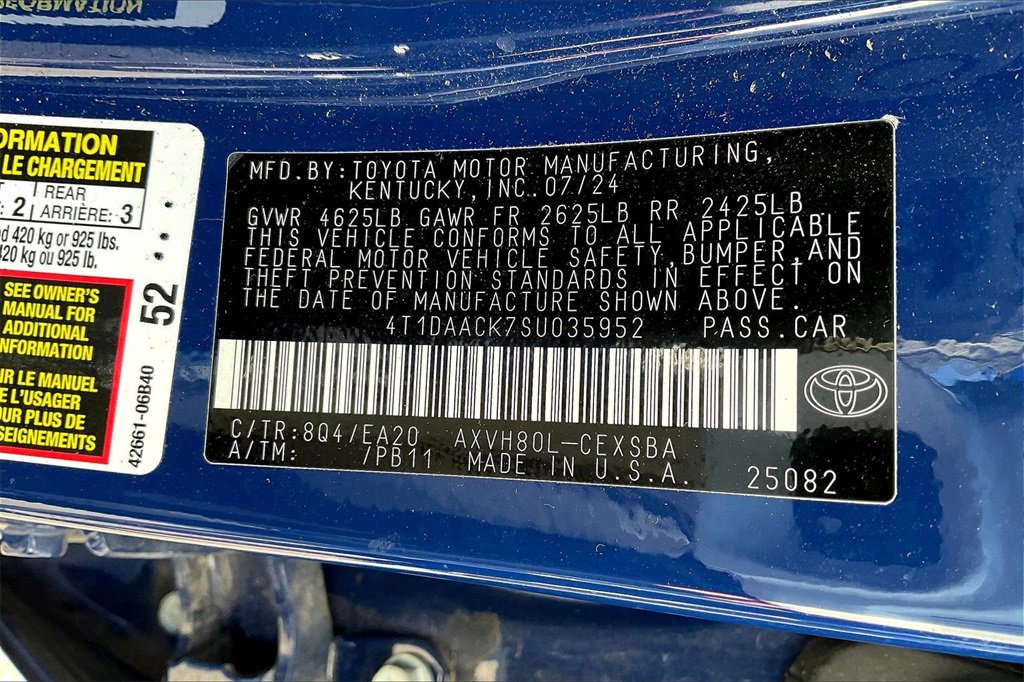 FORMATION
ORMATION
LE CHARGEMENT
REAR
2 ARRIÈRE: 3
420 kg or 925 lbs.
420 kg ou 925 lb.
SEE OWNER'S
MANUAL FOR
ADDITIONAL
INFORMATION
IR LE MANUEL
L'USAGER
UR PLUS DE
SEIGNEMENTS
52
42661-06B40
MFD.BY:TOYOTA MOTOR MANUFACTURING,
KENTUCKY,INC.07/24
GVWR 4625LB GAWR FR 2625LB RR 2425LB
THIS VEHICLE CONFORMS TO ALL APPLICABLE
FEDERAL MOTOR VEHICLE SAFETY,BUMPER,AND
THEFT PREVENTION STANDARDS IN EFFECT ON
THE DATE OF MANUFACTURE SHOWN ABOVE.
4T1DAACK7SU035952 PASS.CAR
C/TR:8Q4/EA20 AXVH80L-CEXSBA
A/TM: /PB11 MADE IN U.S.A. 25082